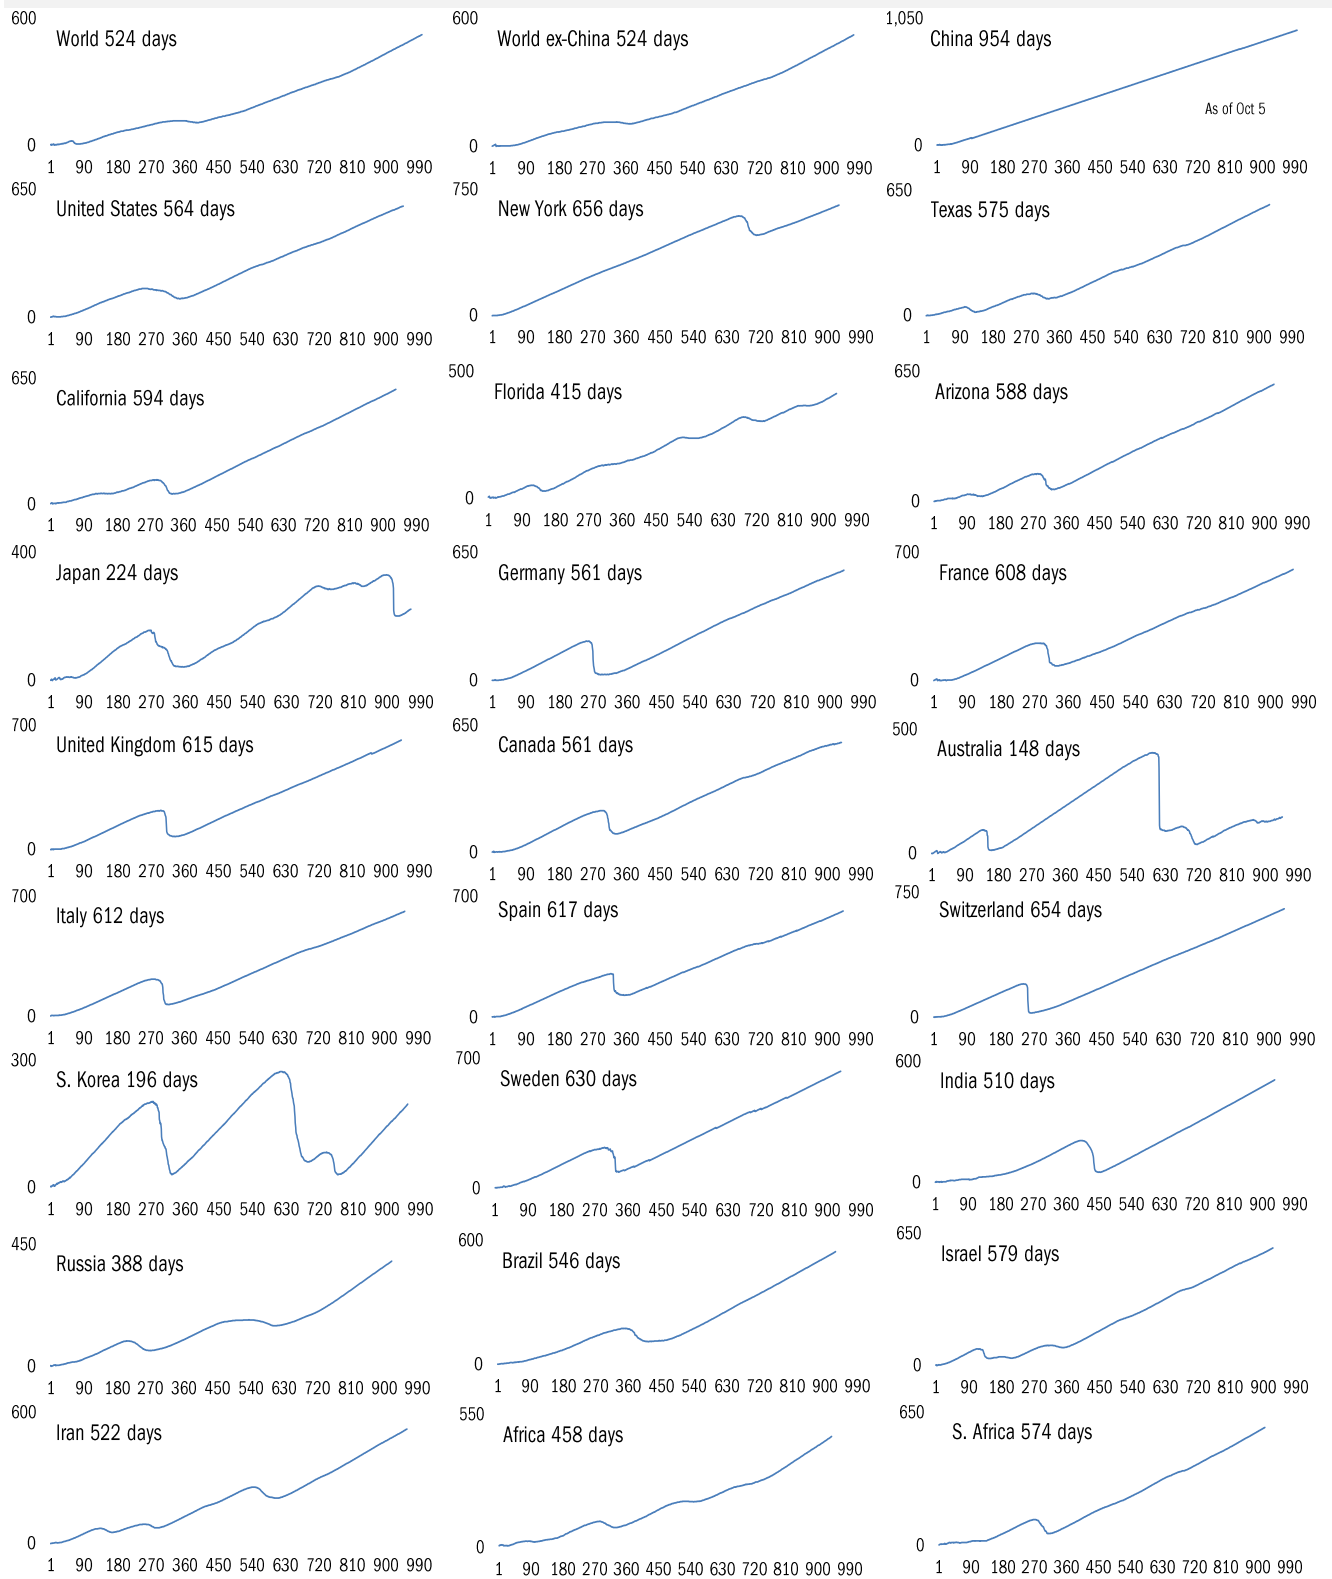 600
World 524 days
0
1 90 180 270 360 450 540 630 720 810 900 990
600
World ex-China 524 days
0
1 90 180 270 360 450 540 630 720 810 900 990
1,050
China 954 days
As of Oct 5
0
1 90 180 270 360 450 540 630 720 810 900 990
650
United States 564 days
0
1 90 180 270 360 450 540 630 720 810 900 990
750
New York 656 days
0
1 90 180 270 360 450 540 630 720 810 900 990
650
Texas 575 days
0
1 90 180 270 360 450 540 630 720 810 900 990
650
California 594 days
0
1 90 180 270 360 450 540 630 720 810 900 990
500
Florida 415 days
0
1 90 180 270 360 450 540 630 720 810 900 990
650
Arizona 588 days
0
1 90 180 270 360 450 540 630 720 810 900 990
400
Japan 224 days
0
1 90 180 270 360 450 540 630 720 810 900 990
650
Germany 561 days
0
1 90 180 270 360 450 540 630 720 810 900 990
700
France 608 days
0
1 90 180 270 360 450 540 630 720 810 900 990
700
United Kingdom 615 days
0
1 90 180 270 360 450 540 630 720 810 900 990
650
Canada 561 days
0
1 90 180 270 360 450 540 630 720 810 900 990
500
Australia 148 days
0
1 90 180 270 360 450 540 630 720 810 900 990
700
Italy 612 days
0
1 90 180 270 360 450 540 630 720 810 900 990
700
Spain 617 days
0
1 90 180 270 360 450 540 630 720 810 900 990
750
Switzerland 654 days
0
1 90 180 270 360 450 540 630 720 810 900 990
300
S. Korea 196 days
0
1 90 180 270 360 450 540 630 720 810 900 990
700
Sweden 630 days
0
1 90 180 270 360 450 540 630 720 810 900 990
600
India 510 days
0
1 90 180 270 360 450 540 630 720 810 900 990
450
Russia 388 days
0
1 90 180 270 360 450 540 630 720 810 900 990
600
Brazil 546 days
0
1 90 180 270 360 450 540 630 720 810 900 990
650
Israel 579 days
0
1 90 180 270 360 450 540 630 720 810 900 990
600
Iran 522 days
0
1 90 180 270 360 450 540 630 720 810 900 990
550
Africa 458 days
0
1 90 180 270 360 450 540 630 720 810 900 990
650
S. Africa 574 days
0
1 90 180 270 360 450 540 630 720 810 900 990